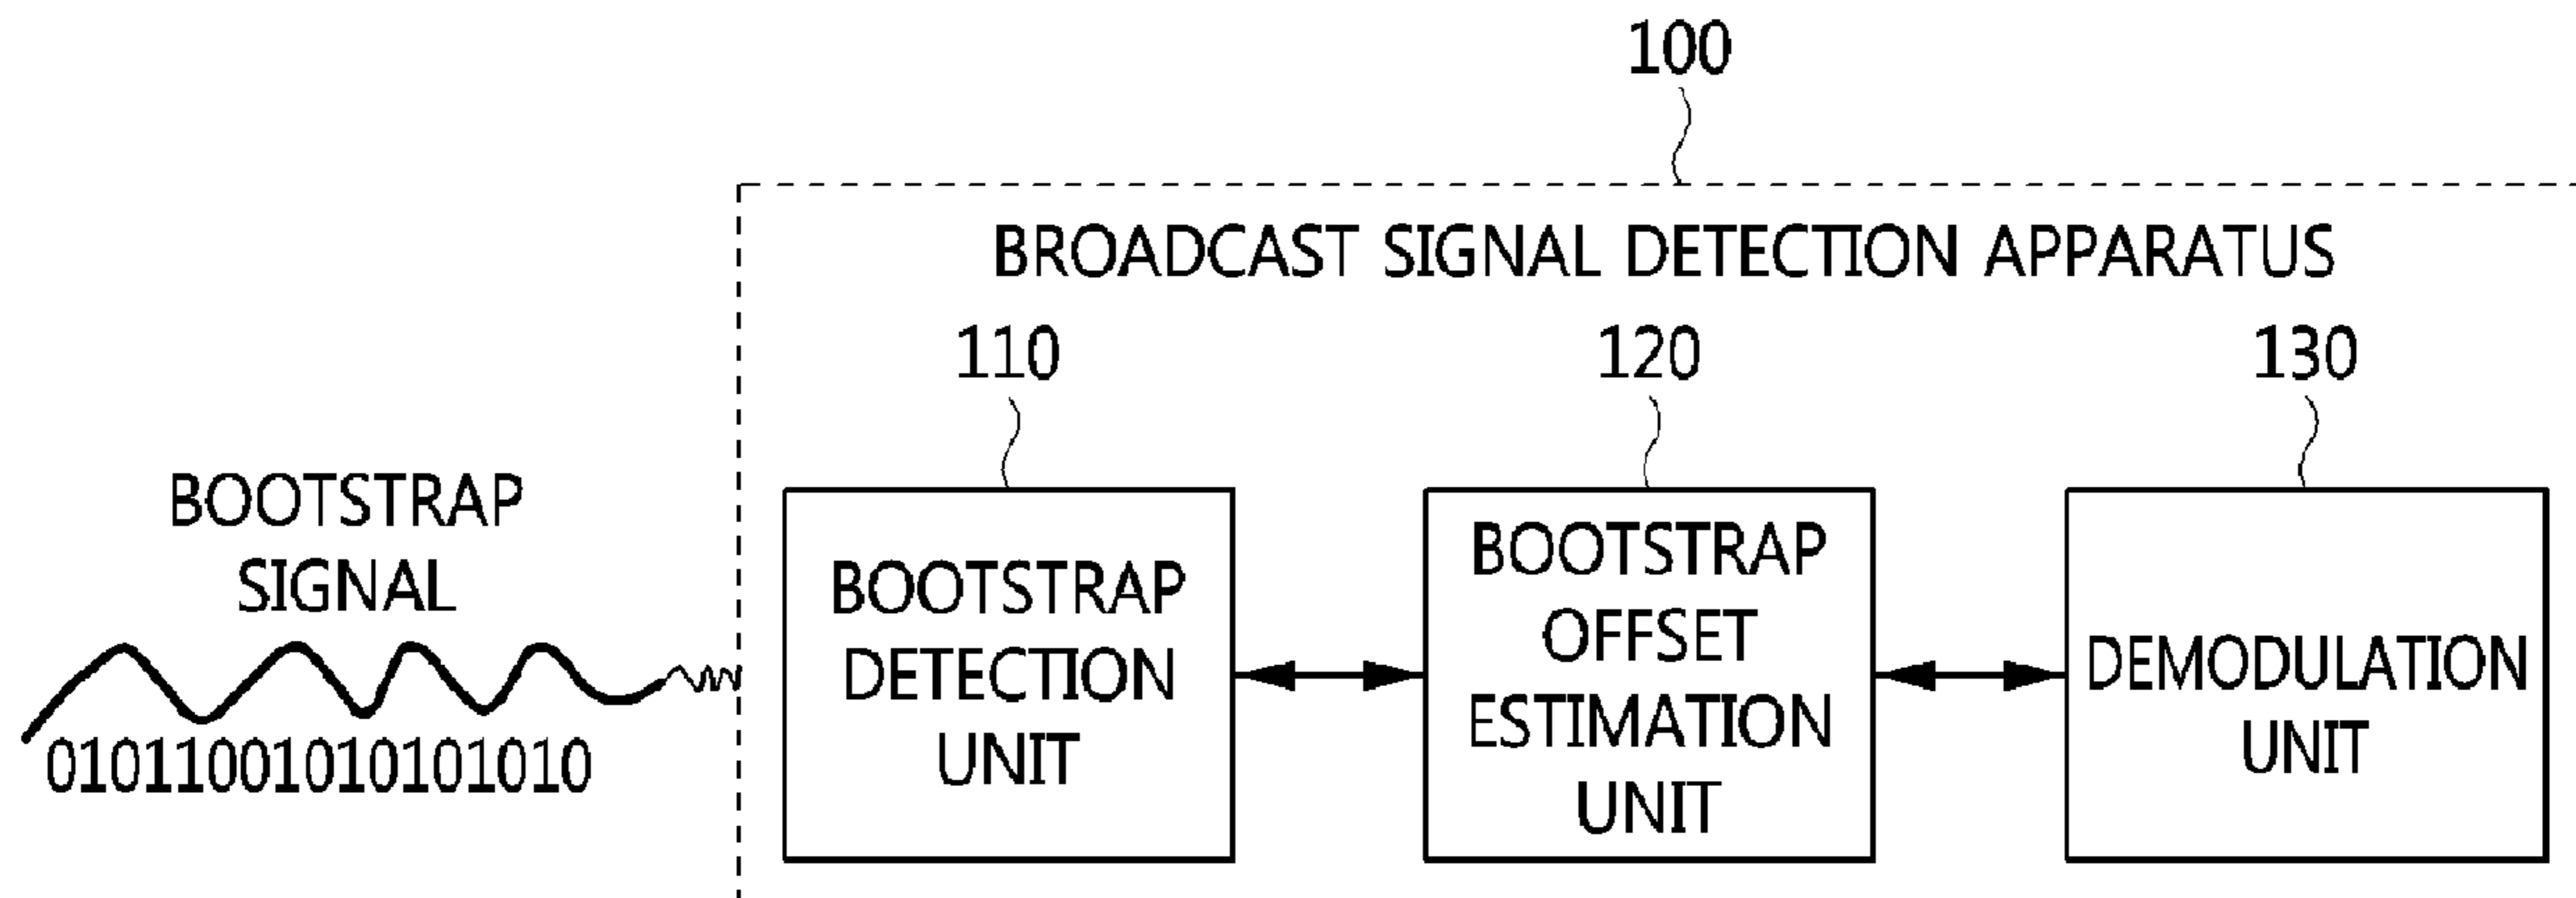 100
BROADCAST SIGNAL DETECTION APPARATUS
110
120
130
BOOTSTRAP
SIGNAL
0101100101010101010
BOOTSTRAP
DETECTION
UNIT
BOOTSTRAP
OFFSET
ESTIMATION
UNIT
DEMODULATION
UNIT